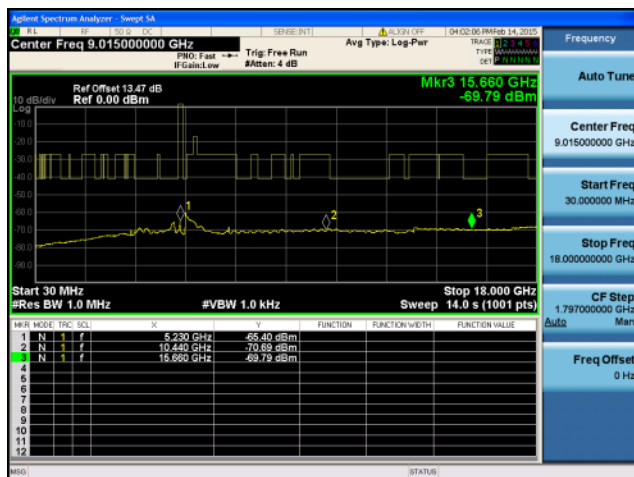 Agilent Spectrum Analyzer - Swept SA
RL RF 50 Ω DC SENSE:INT ALIGN OFF 04:02:06 PM Feb 14, 2015
Center Freq 9.015000000 GHz
PNO: Fast
IFGain:Low
Trig: Free Run
#Atten: 4 dB
Avg Type: Log-Pwr
TRACE 1 2 3 4 5 6
TYPE
DET P N N N N N
Ref Offset 13.47 dB
Ref 0.00 dBm
10 dB/div
Log
Mkr3 15.660 GHz
-69.79 dBm
-10.0
-20.0
-30.0
-40.0
-50.0
-60.0
-70.0
-80.0
-90.0
1
2
3
Start 30 MHz
Stop 18.000 GHz
#Res BW 1.0 MHz
#VBW 1.0 kHz
Sweep 14.0 s (1001 pts)
MKR MODE TRC SCL X Y FUNCTION FUNCTION WIDTH FUNCTION VALUE
1 N 1 f 5.230 GHz -65.40 dBm
2 N 1 f 10.440 GHz -70.69 dBm
3 N 1 f 15.660 GHz -69.79 dBm
4
5
6
7
8
9
10
11
12
MSG
STATUS
Frequency
Auto Tune
Center Freq
9.015000000 GHz
Start Freq
30.000000 MHz
Stop Freq
18.000000000 GHz
CF Step
1.797000000 GHz
Auto Man
Freq Offset
0 Hz